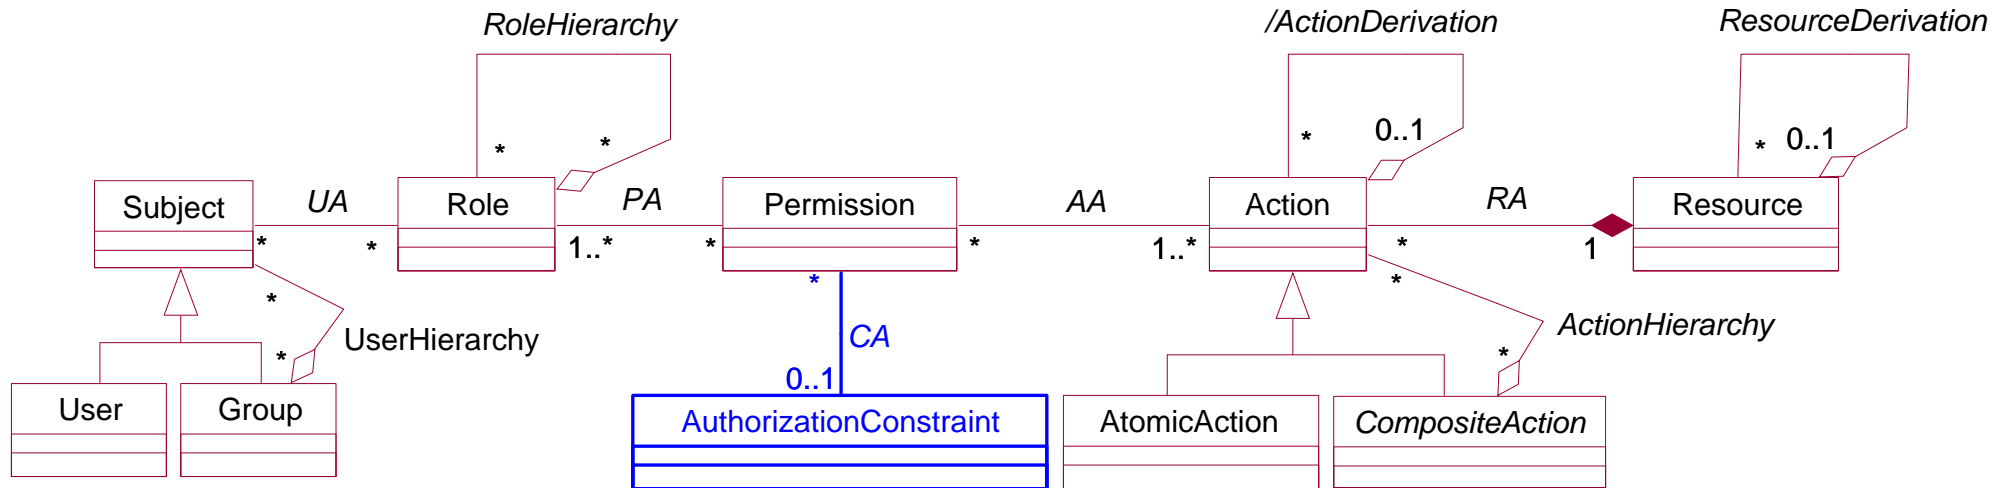 RoleHierarchy
/ActionDerivation
ResourceDerivation
* *
* 0..1
* 0..1
Subject UA Role PA Permission AA Action RA Resource
* * 1..* * * 1..* * 1
* * *
UserHierarchy CA ActionHierarchy
* 0..1 *
User Group AuthorizationConstraint AtomicAction CompositeAction